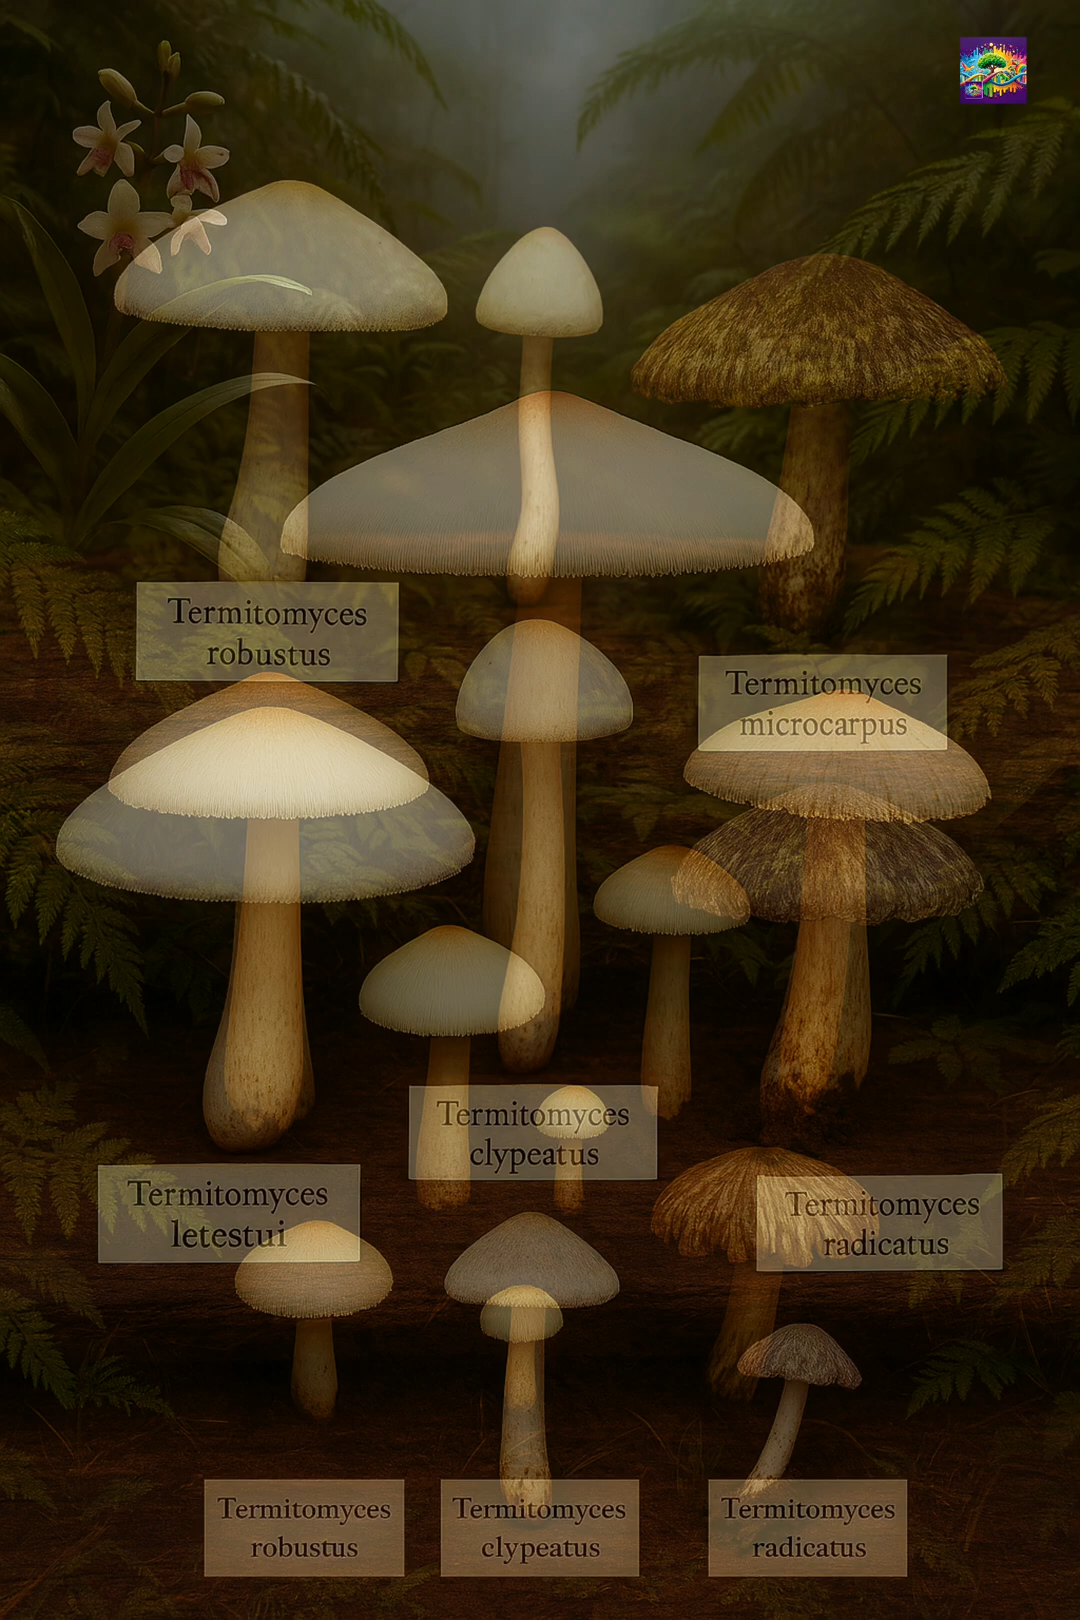 Termitomyces
robustus
Termitomyces
microcarpus
Termitomyces
clypeatus
Termitomyces
letestui
Termitomyces
radicatus
Termitomyces
robustus
Termitomyces
clypeatus
Termitomyces
radicatus